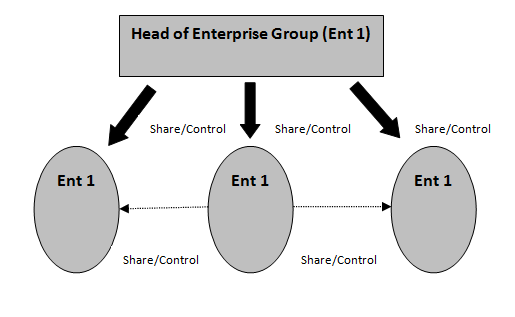 Head of Enterprise Group (Ent 1)
Share/Control
Share/Control
Share/Control
Ent 1
Ent 1
Ent 1
Share/Control
Share/Control